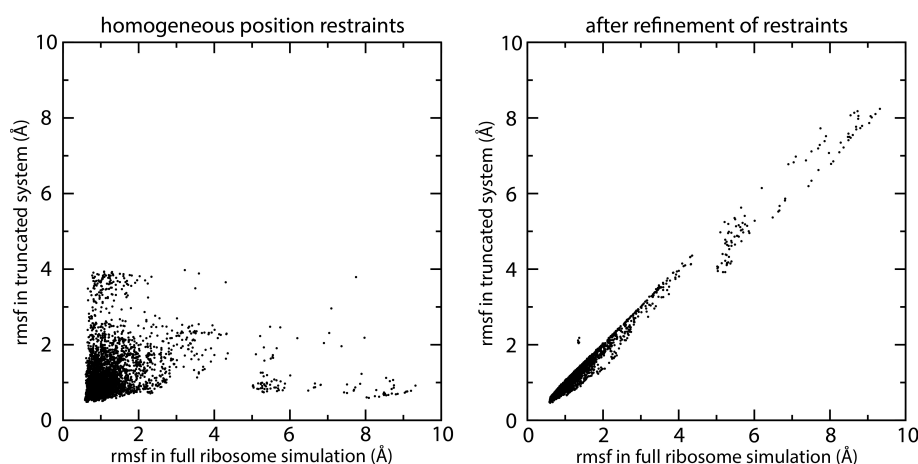 homogeneous position restraints
rmsf in truncated system (Å)
10
8
6
4
2
0
0 2 4 6 8 10
rmsf in full ribosome simulation (Å)
after refinement of restraints
rmsf in truncated system (Å)
10
8
6
4
2
0
0 2 4 6 8 10
rmsf in full ribosome simulation (Å)